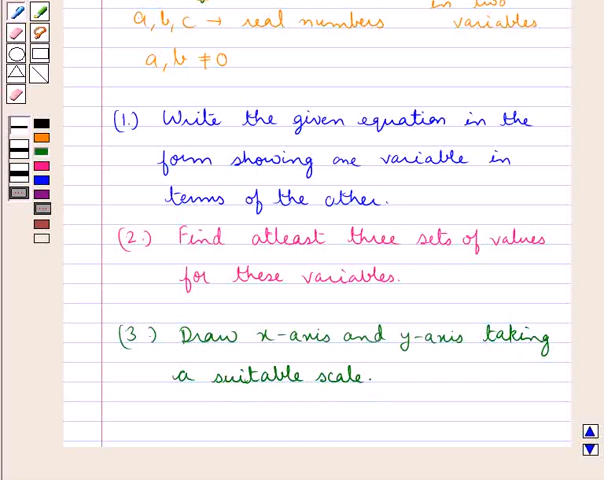 in two
a, b, c → real numbers variables
a, b ≠ 0
(1.) Write the given equation in the
form showing one variable in
terms of the other.
(2.) Find atleast three sets of values
for these variables.
(3.) Draw x-axis and y-axis taking
a suitable scale.